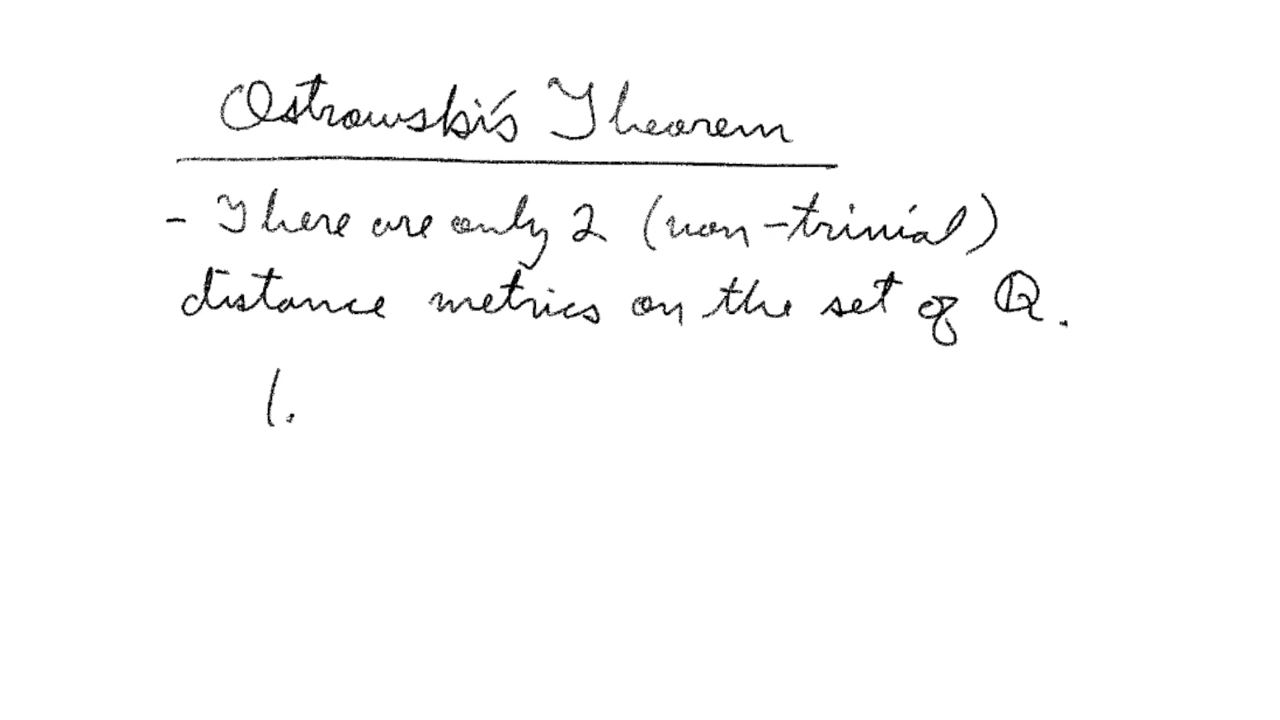 Ostrowski's Theorem
- There are only 2 (non-trivial)
distance metrics on the set of ℚ.
1.